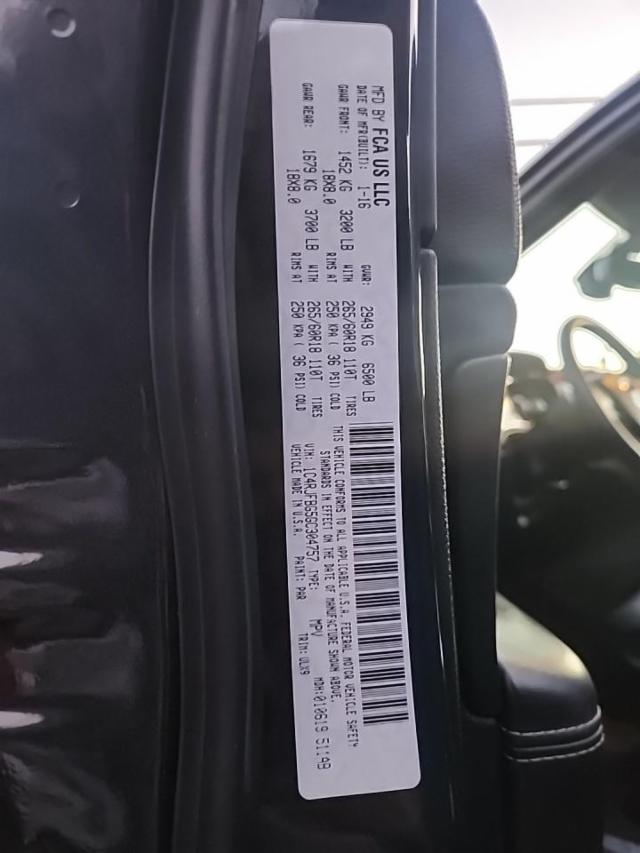 MFD BY FCA US LLC
DATE OF MFR(BUILT): 1-16 GVWR: 2949 KG 6500 LB
GAWR FRONT: 1452 KG 3200 LB WITH 265/60R18 110T TIRES
18X8.0 RIMS AT 250 KPA ( 36 PSI) COLD
GAWR REAR: 1679 KG 3700 LB WITH 265/60R18 110T TIRES
18X8.0 RIMS AT 250 KPA ( 36 PSI) COLD
THIS VEHICLE CONFORMS TO ALL APPLICABLE U.S.A. FEDERAL MOTOR VEHICLE SAFETY
STANDARDS IN EFFECT ON THE DATE OF MANUFACTURE SHOWN ABOVE.
VIN: 1C4RJFBG5GC304757 TYPE: MPV MDH:010619 5114B
VEHICLE MADE IN U.S.A. PAINT: PAR TRIM: VLX9